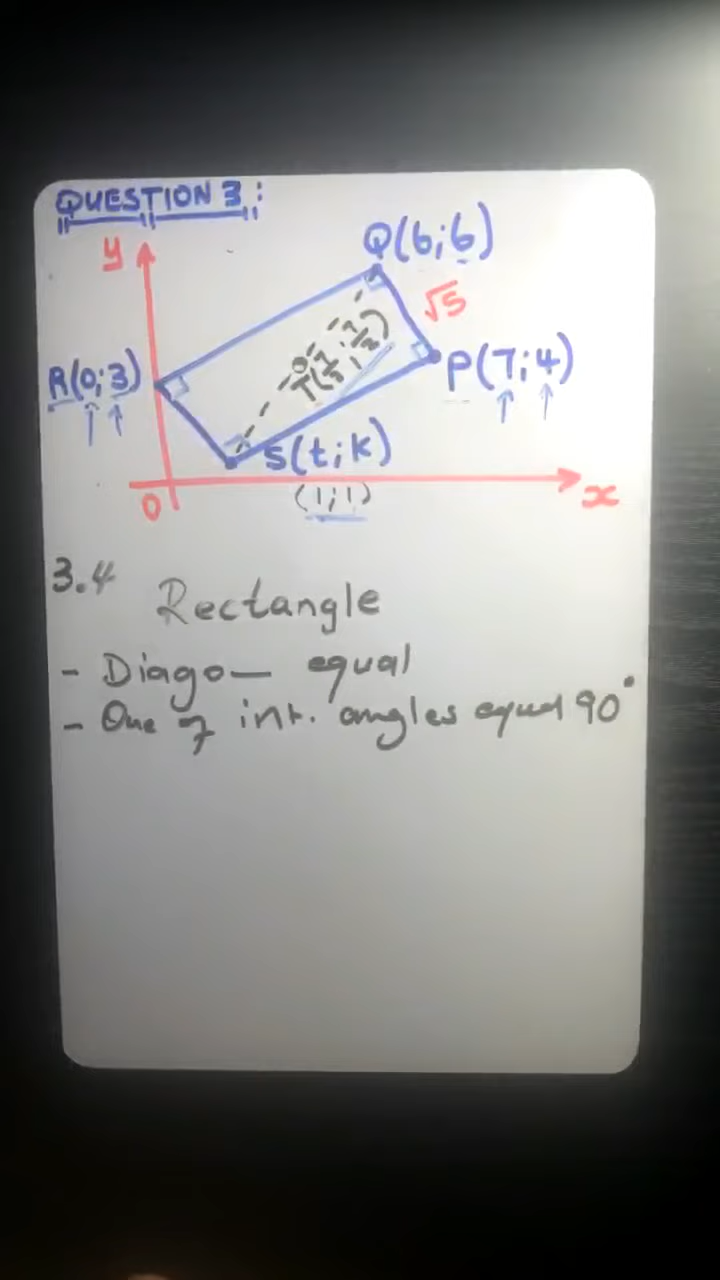 QUESTION 3:
y
Q(6;6)
√5
R(0;3)
T(7/2; 7/2)
P(7;4)
S(t;k)
0
(1;1)
x
3.4
Rectangle
- Diago— equal
- One of int. angles equal 90°